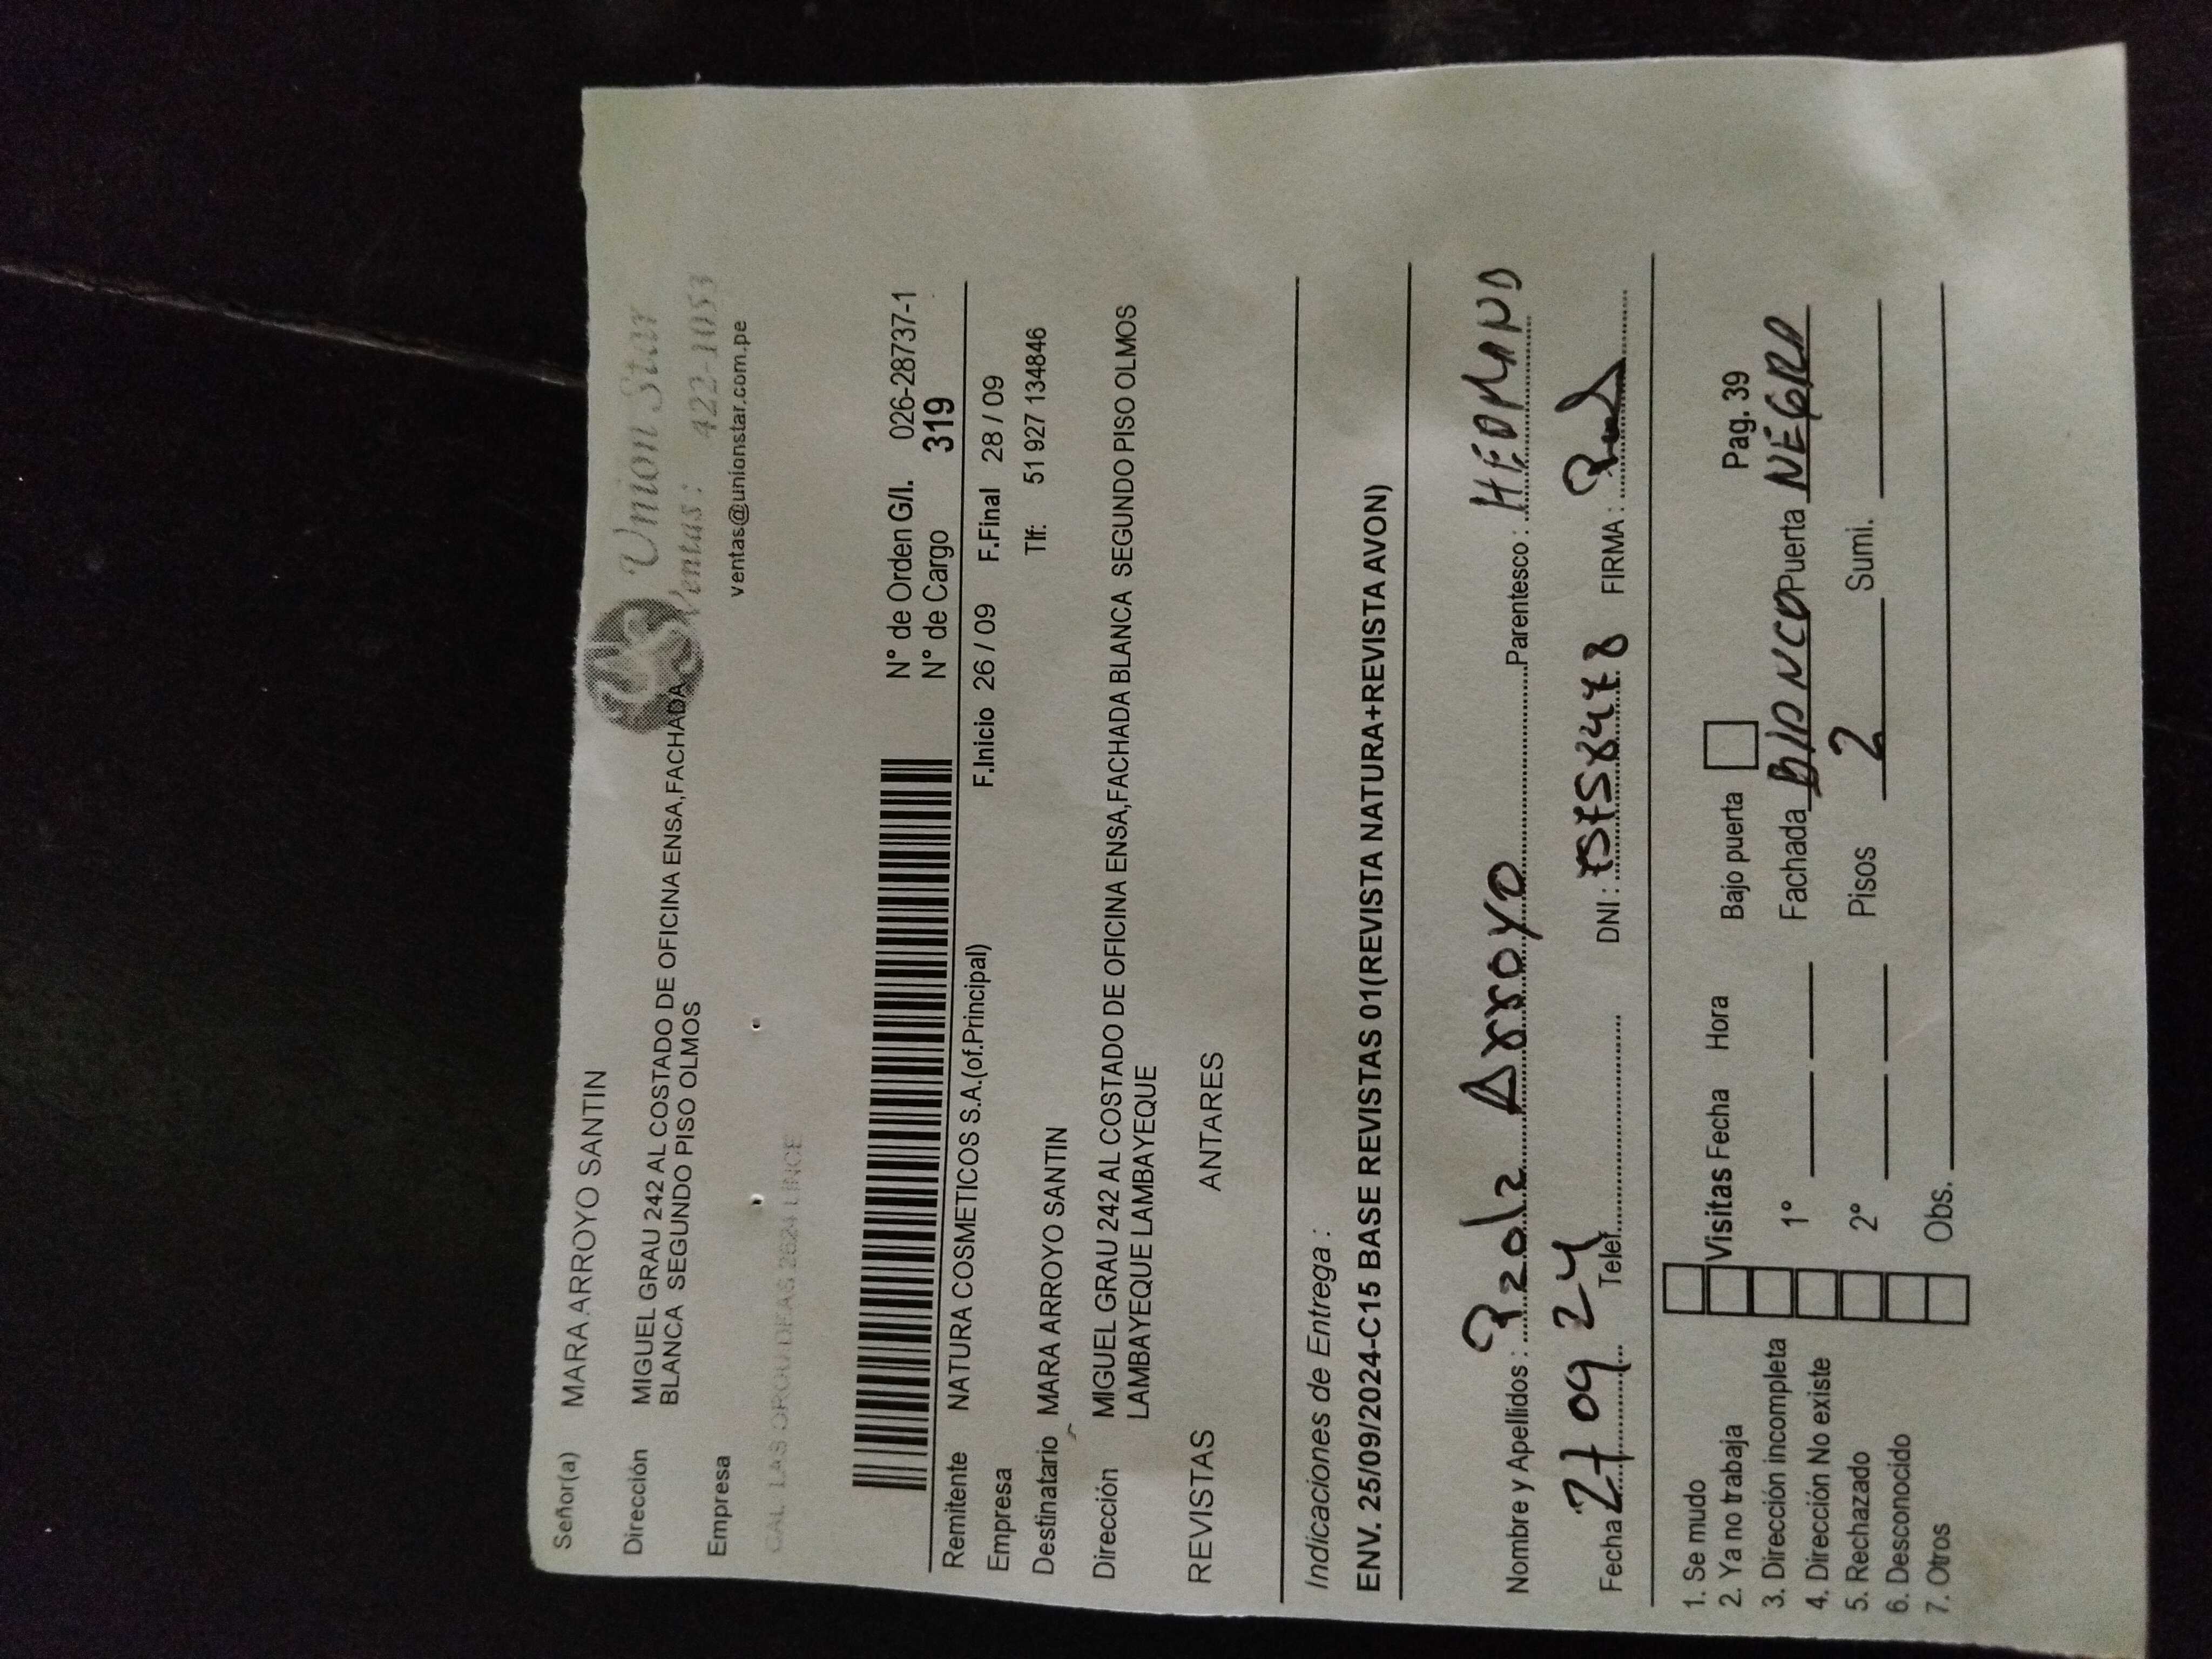 Señor(a) MARA ARROYO SANTIN
Union Star
Dirección MIGUEL GRAU 242 AL COSTADO DE OFICINA ENSA,FACHADA
BLANCA SEGUNDO PISO OLMOS
Ventas: 422-1053
Empresa
ventas@unionstar.com.pe
N° de Orden G/I. 026-28737-1
N° de Cargo 319
Remitente NATURA COSMETICOS S.A.(of.Principal)
F.Inicio 26 / 09 F.Final 28 / 09
Empresa
Tlf: 51 927 134846
Destinatario MARA ARROYO SANTIN
Dirección MIGUEL GRAU 242 AL COSTADO DE OFICINA ENSA,FACHADA BLANCA SEGUNDO PISO OLMOS
LAMBAYEQUE LAMBAYEQUE
REVISTAS ANTARES
Indicaciones de Entrega :
ENV. 25/09/2024-C15 BASE REVISTAS 01(REVISTA NATURA+REVISTA AVON)
Nombre y Apellidos : Arroyo Parentesco :
Fecha 27 09 24 Telef. DNI : FIRMA :
1. Se mudo
2. Ya no trabaja
3. Dirección incompleta
4. Dirección No existe
5. Rechazado
6. Desconocido
7. Otros
Visitas Fecha Hora Bajo puerta Pag. 39
1º Fachada Puerta NEGRA
2º Pisos 2 Sumi.
Obs.